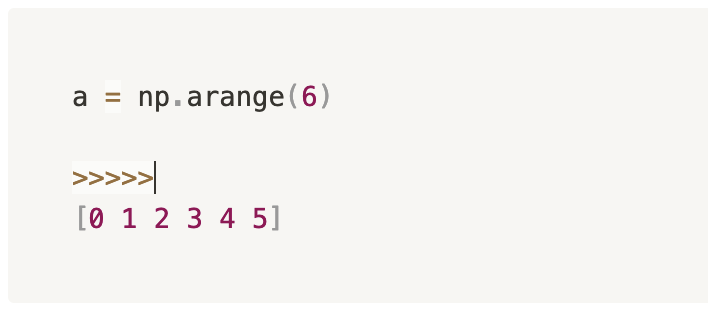 a = np.arange(6)
>>>>>
[0 1 2 3 4 5]